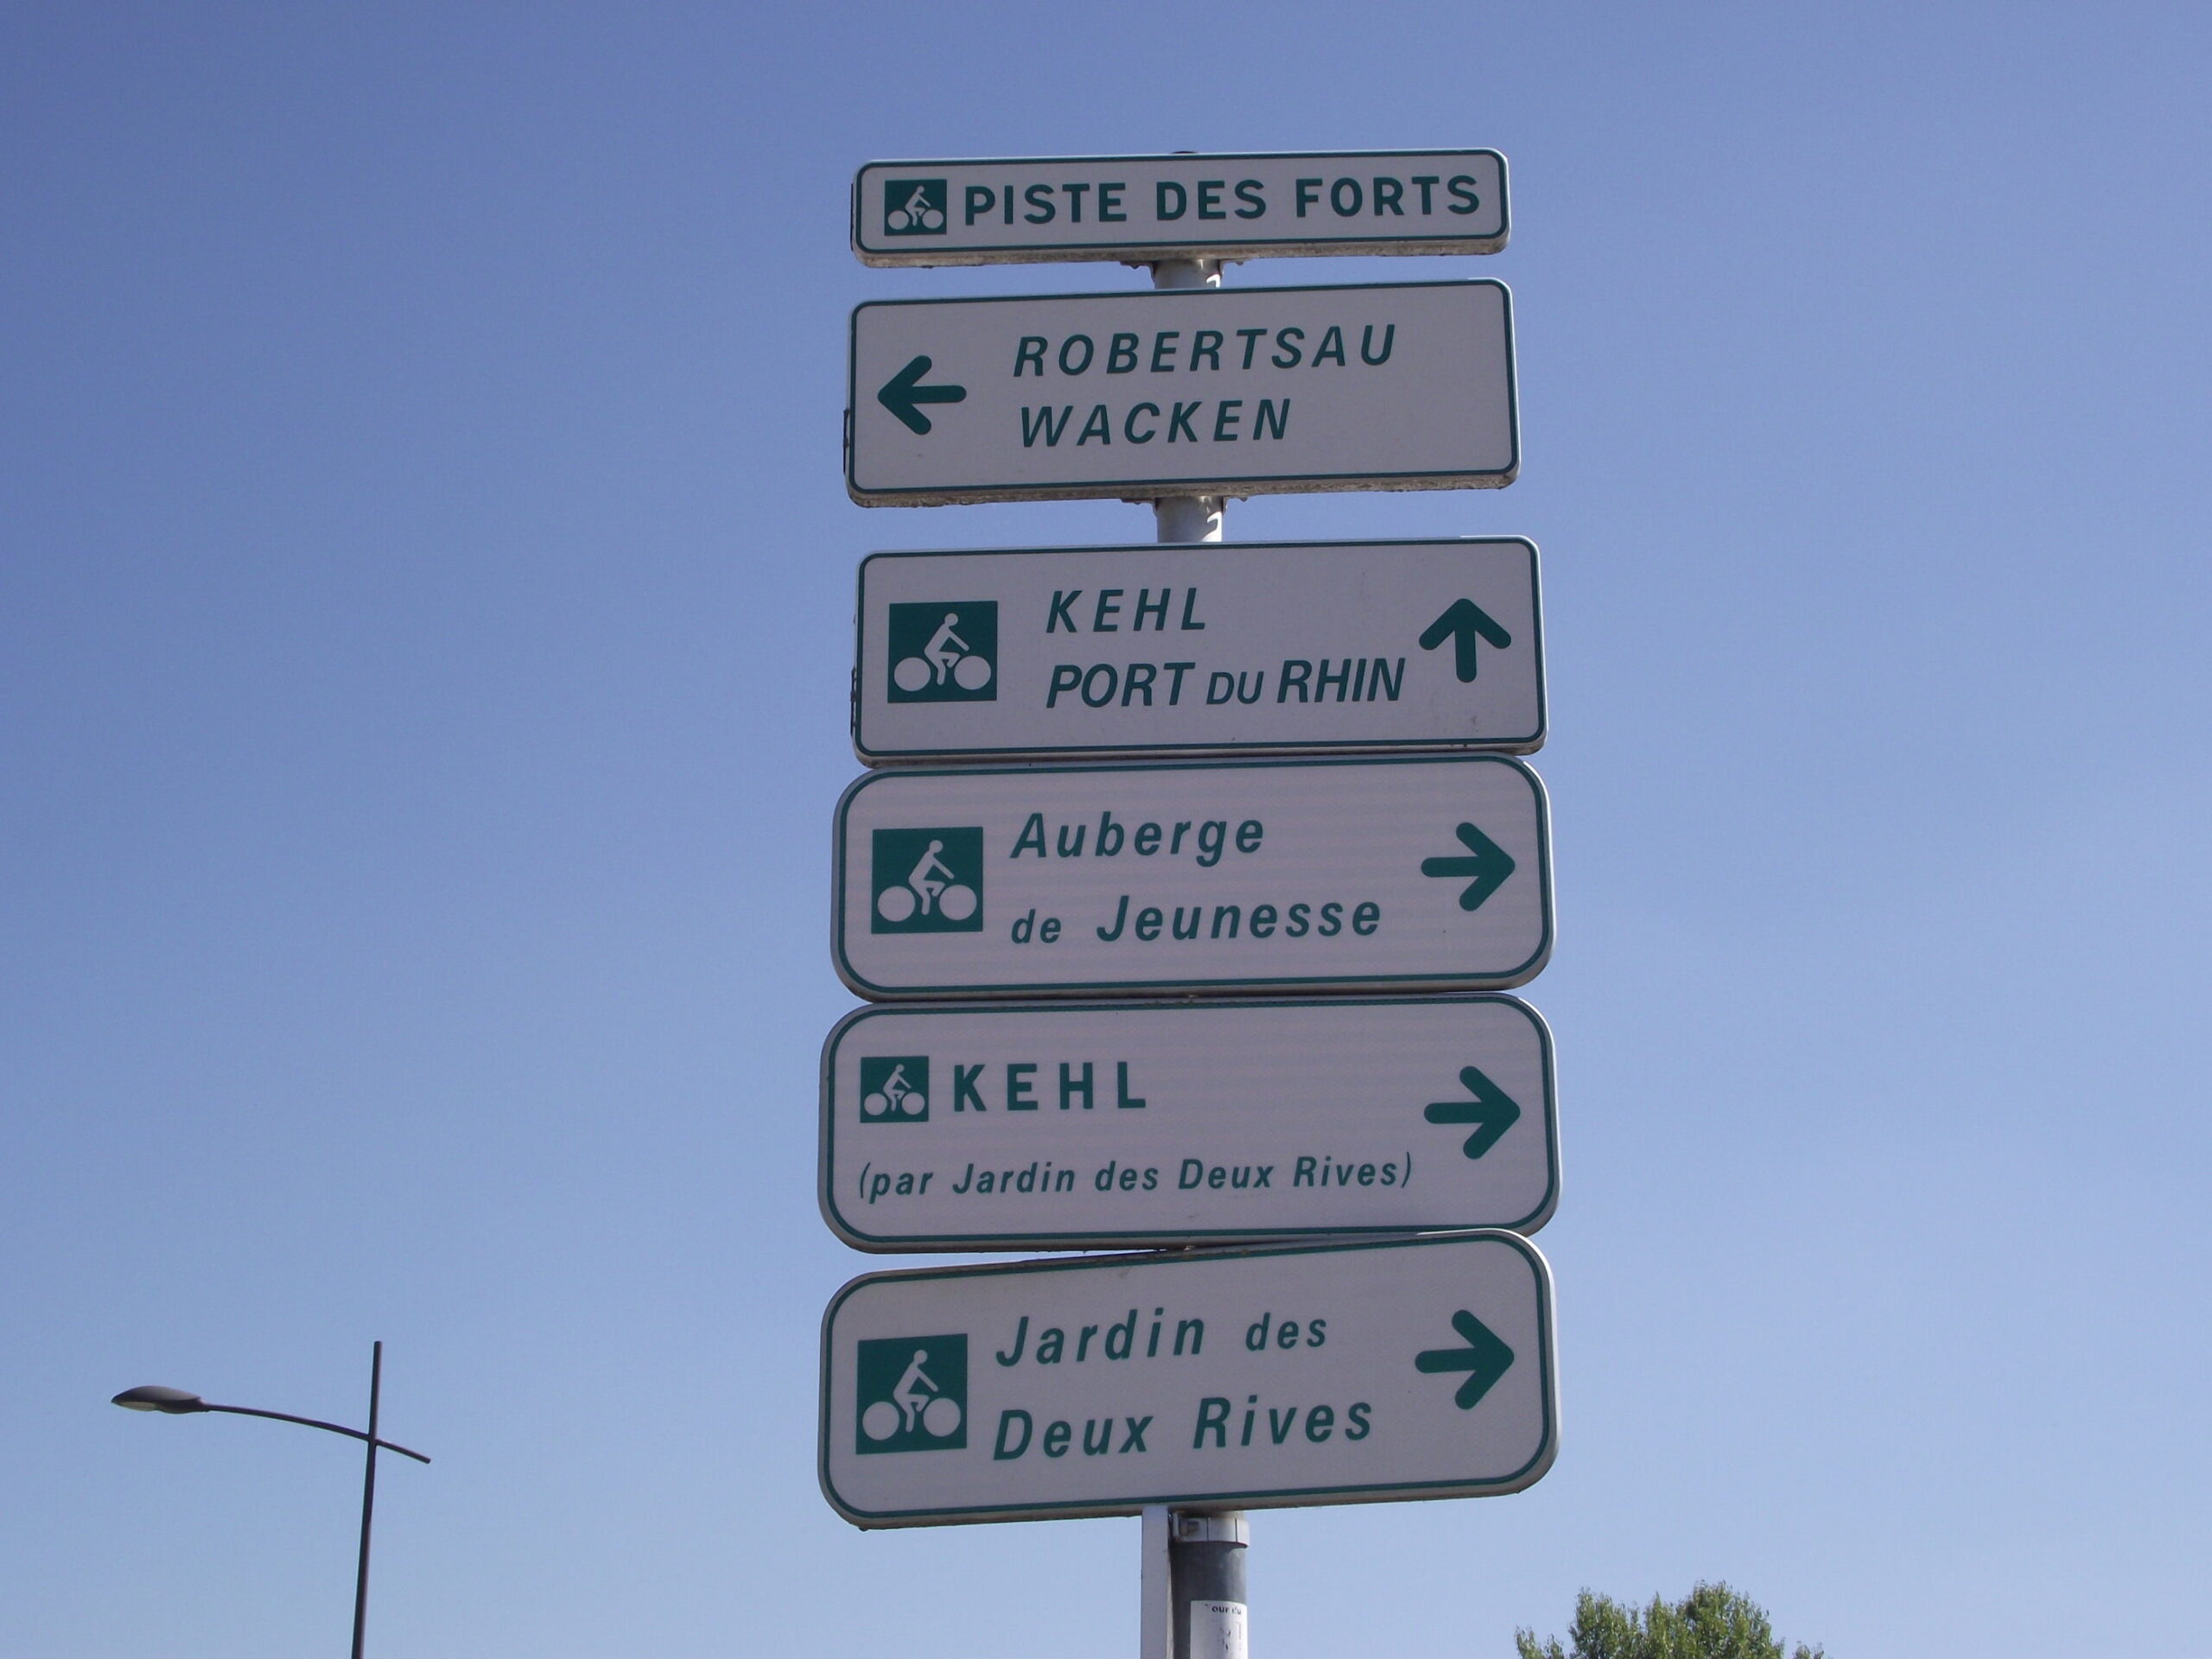 PISTE DES FORTS
ROBERTSAU
WACKEN
KEHL
PORT DU RHIN
Auberge
de Jeunesse
KEHL
(par Jardin des Deux Rives)
Jardin des
Deux Rives